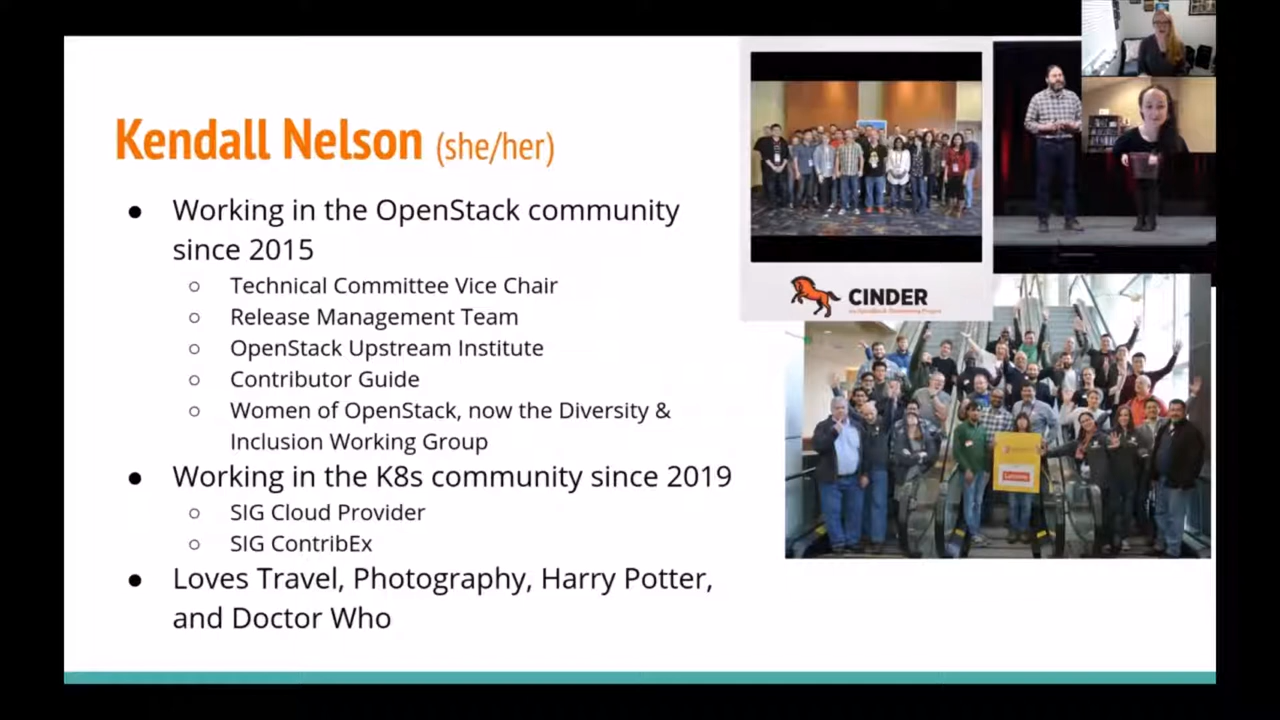 Kendall Nelson (she/her)
● Working in the OpenStack community
since 2015
○ Technical Committee Vice Chair
○ Release Management Team
○ OpenStack Upstream Institute
○ Contributor Guide
○ Women of OpenStack, now the Diversity &
Inclusion Working Group
● Working in the K8s community since 2019
○ SIG Cloud Provider
○ SIG ContribEx
● Loves Travel, Photography, Harry Potter,
and Doctor Who
CINDER
Lenovo